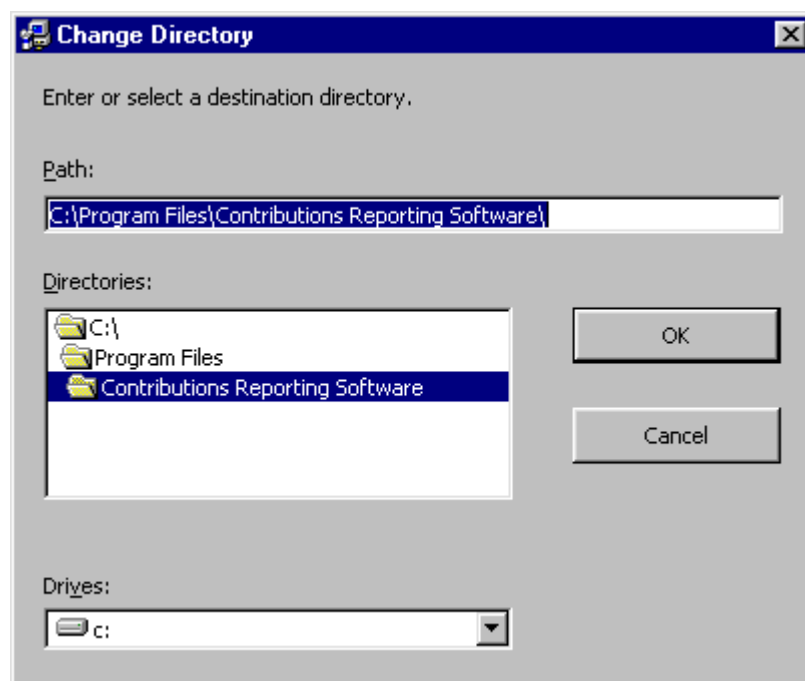 Change Directory
Enter or select a destination directory.
Path:
C:\Program Files\Contributions Reporting Software\
Directories:
C:\
Program Files
Contributions Reporting Software
OK
Cancel
Drives:
c: